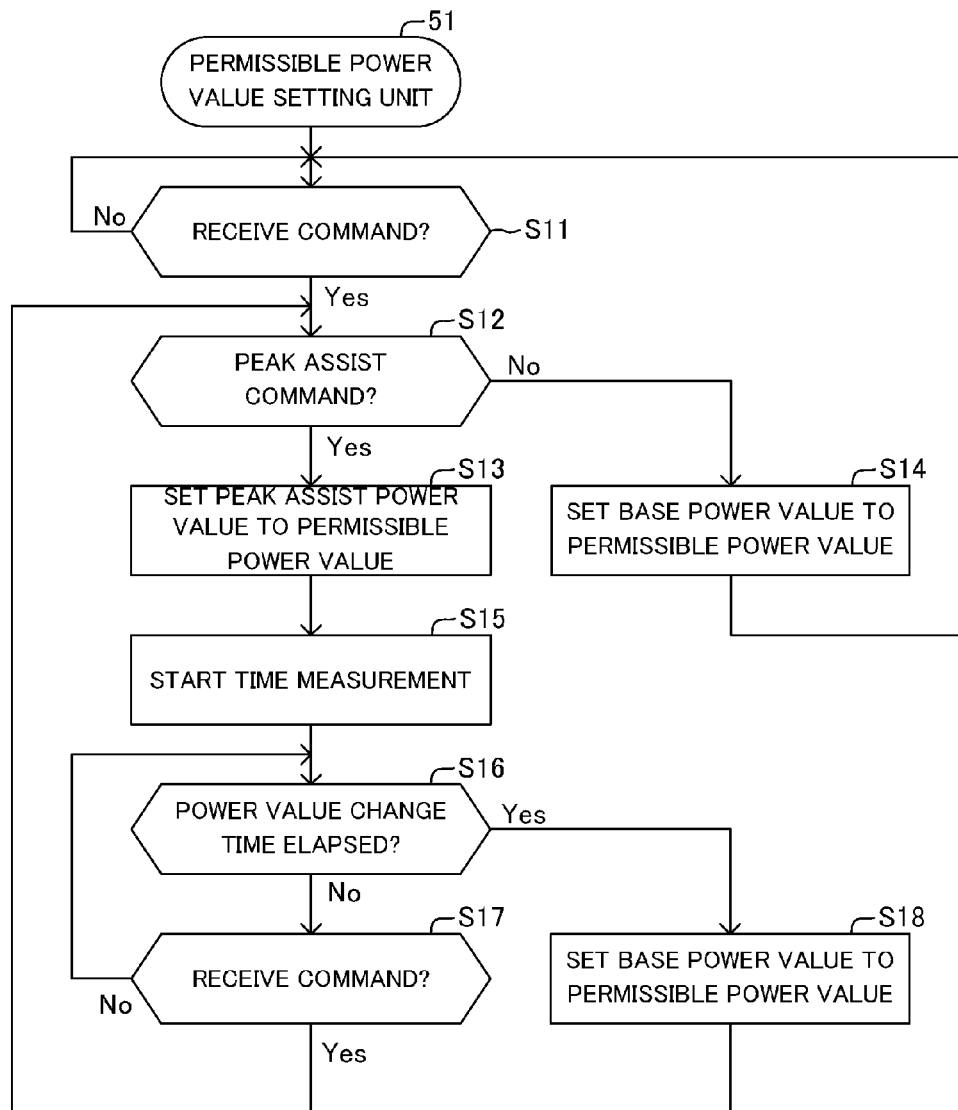 51
PERMISSIBLE POWER
VALUE SETTING UNIT
No
RECEIVE COMMAND?
S11
Yes
S12
PEAK ASSIST
COMMAND?
No
Yes
S13
SET PEAK ASSIST POWER
VALUE TO PERMISSIBLE
POWER VALUE
S14
SET BASE POWER VALUE TO
PERMISSIBLE POWER VALUE
S15
START TIME MEASUREMENT
S16
POWER VALUE CHANGE
TIME ELAPSED?
Yes
No
S17
RECEIVE COMMAND?
No
Yes
S18
SET BASE POWER VALUE TO
PERMISSIBLE POWER VALUE